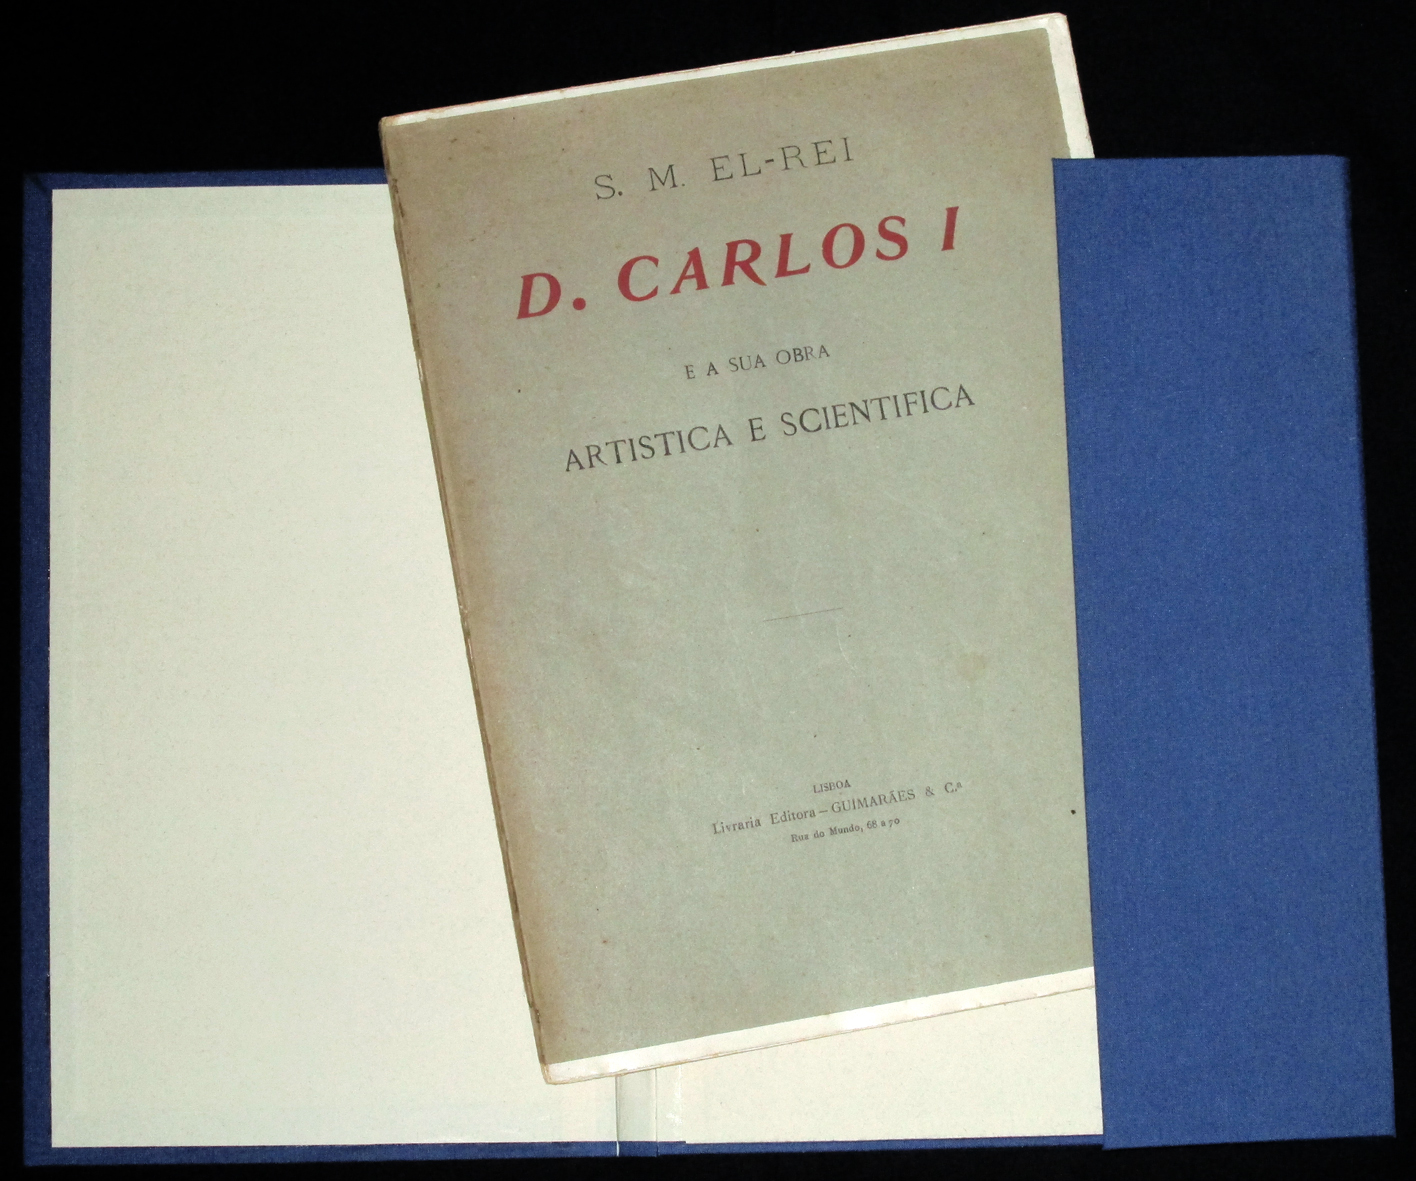 S. M. EL-REI
D. CARLOS I
E A SUA OBRA
ARTISTICA E SCIENTIFICA
LISBOA
Livraria Editora — GUIMARÃES & C.ª
Rua do Mundo, 68 a 70